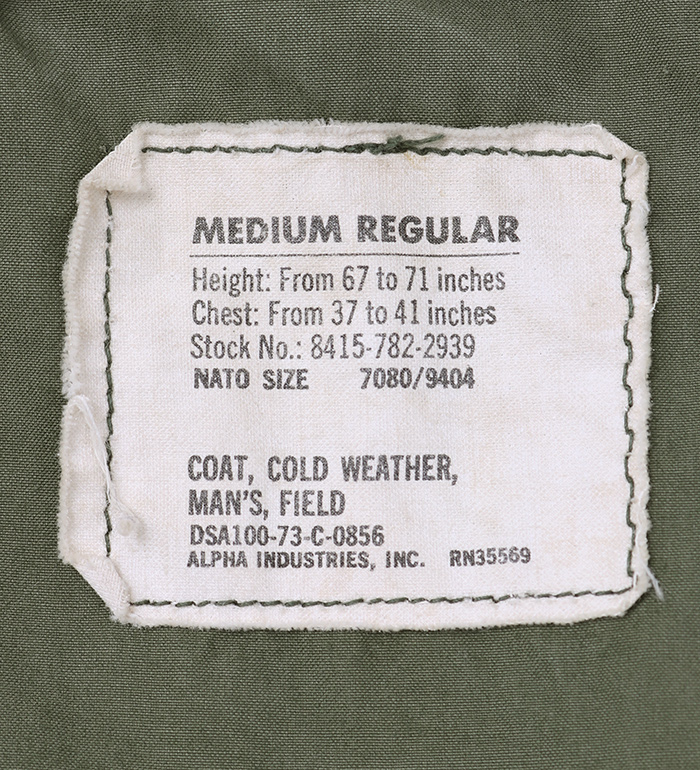 MEDIUM REGULAR
Height: From 67 to 71 inches
Chest: From 37 to 41 inches
Stock No.: 8415-782-2939
NATO SIZE 7080/9404
COAT, COLD WEATHER,
MAN'S, FIELD
DSA100-73-C-0856
ALPHA INDUSTRIES, INC. RN35569